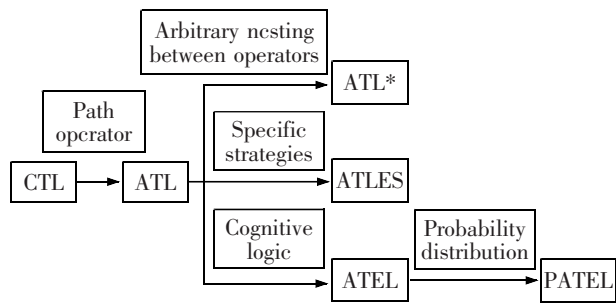 Arbitrary ncsting
between operators
ATL*
Path
opcrator
Specific
strategies
CTL
ATL
ATLES
Cognitive
logic
Probability
distribution
ATEL
PATEL